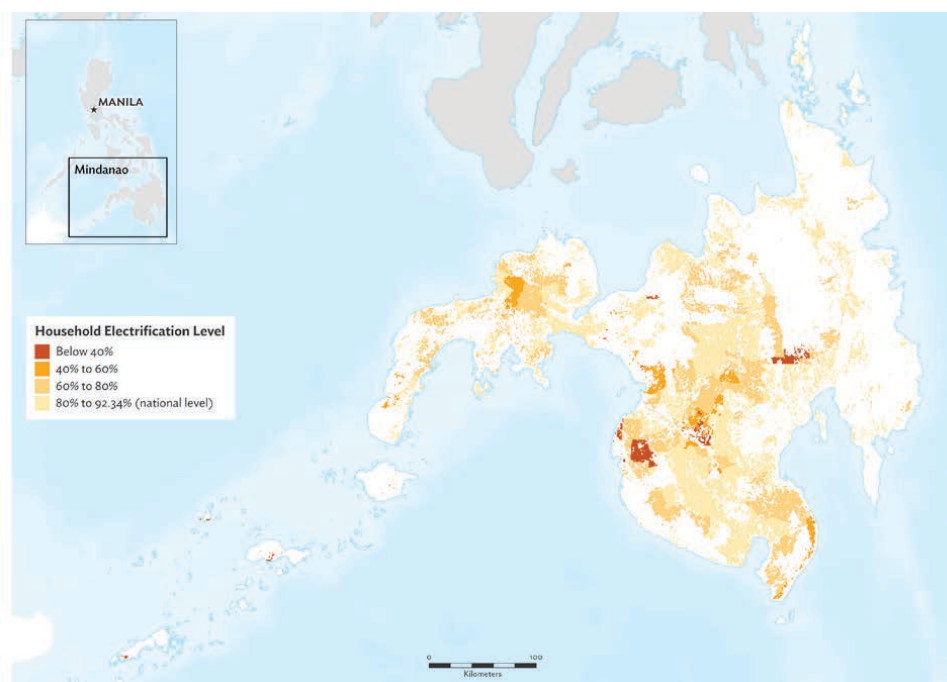 MANILA
Mindanao
Household Electrification Level
Below 40%
40% to 60%
60% to 80%
80% to 92.34% (national level)
0 100
Kilometers